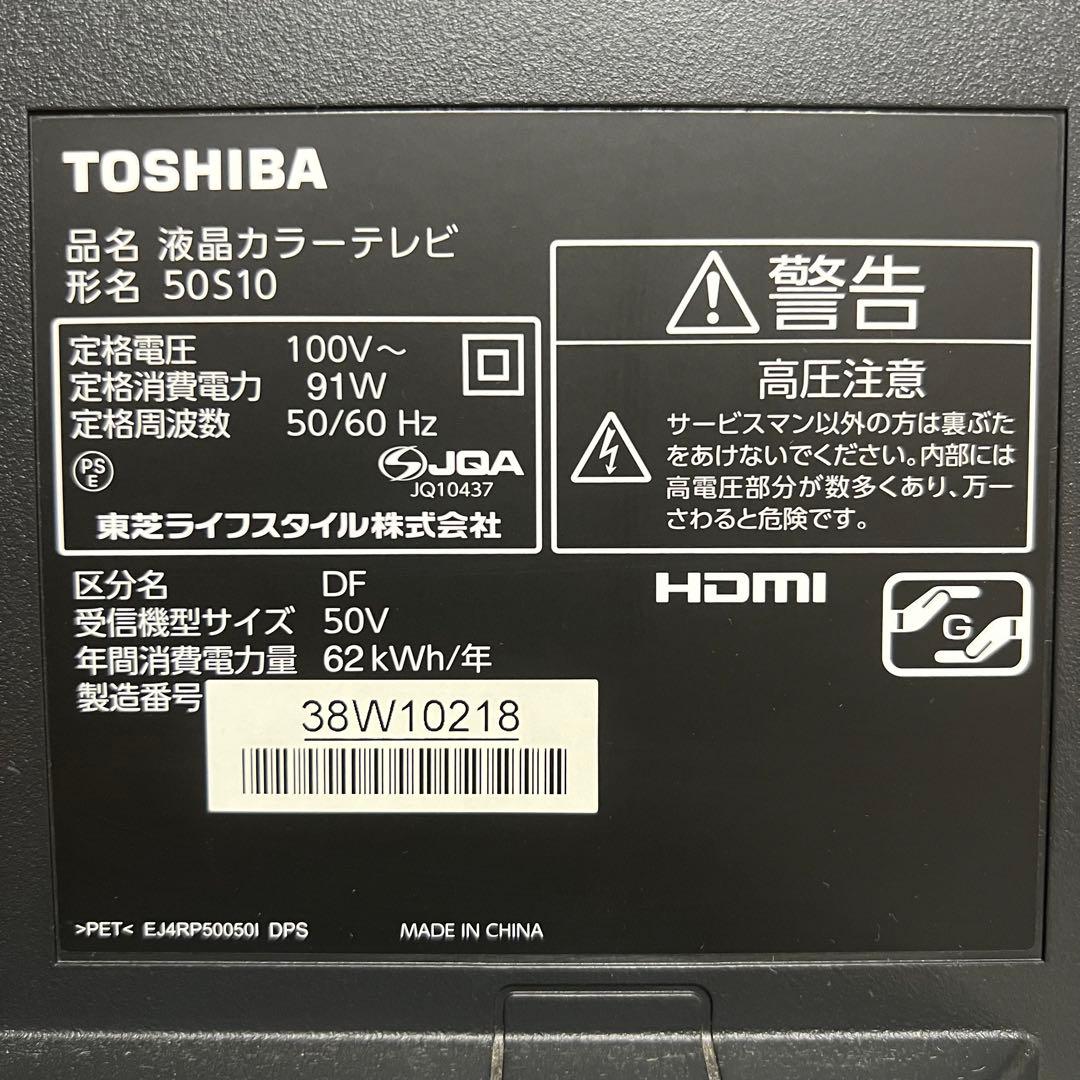 TOSHIBA
品名 液晶カラーテレビ
形名 50S10
定格電圧 100V～
定格消費電力 91W
定格周波数 50/60 Hz
PS
E
JQA
JQ10437
東芝ライフスタイル株式会社
警告
高圧注意
サービスマン以外の方は裏ぶた
をあけないでください。内部には
高電圧部分が数多くあり、万一
さわると危険です。
区分名 DF
受信機型サイズ 50V
年間消費電力量 62kWh/年
製造番号
38W10218
HDMI
G
>PET< EJ4RP50050I DPS
MADE IN CHINA